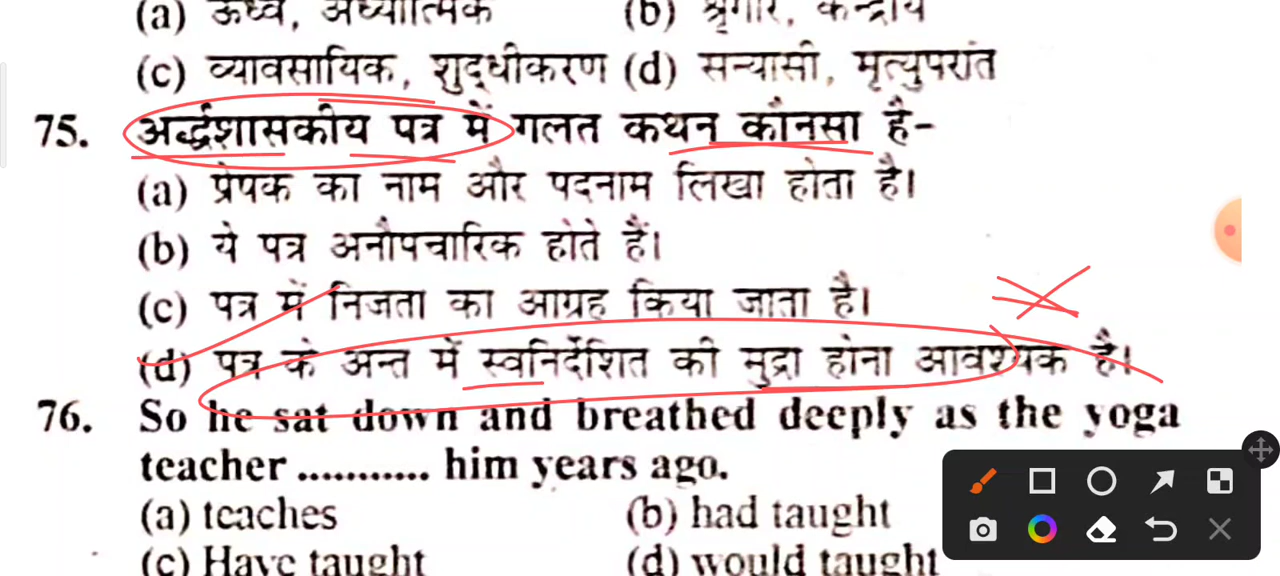 (a) ऊर्ध्व, अध्यात्मिक (b) श्रृंगार, केन्द्रीय
(c) व्यावसायिक, शुद्धीकरण (d) सन्यासी, मृत्युपरांत
75. अर्द्धशासकीय पत्र में गलत कथन कौनसा है-
(a) प्रेषक का नाम और पदनाम लिखा होता है।
(b) ये पत्र अनौपचारिक होते हैं।
(c) पत्र में निजता का आग्रह किया जाता है।
(d) पत्र के अन्त में स्वनिर्देशित की मुद्रा होना आवश्यक है।
76. So he sat down and breathed deeply as the yoga
teacher ........... him years ago.
(a) teaches (b) had taught
(c) Have taught (d) would taught